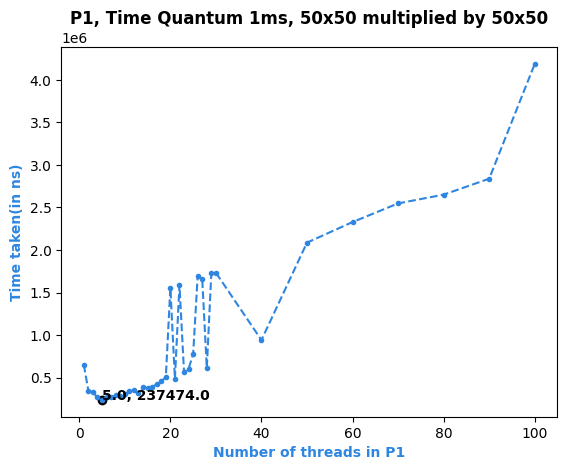 P1, Time Quantum 1ms, 50x50 multiplied by 50x50
1e6
4.0
3.5
3.0
2.5
2.0
1.5
1.0
0.5
Time taken(in ns)
5.0, 237474.0
0 20 40 60 80 100
Number of threads in P1